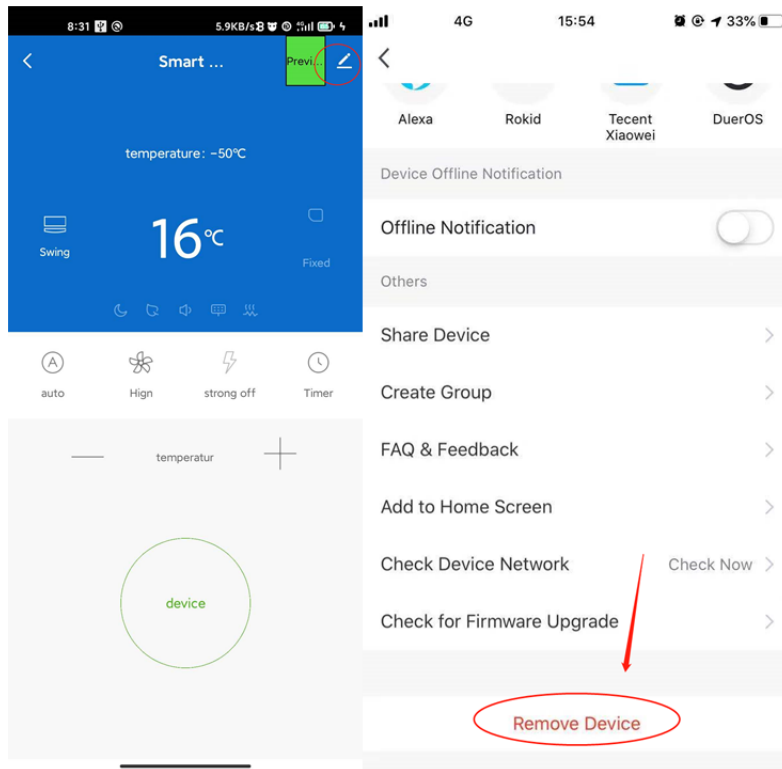 8:31
5.9KB/s
Smart ...
Previ...
temperature: -50℃
Swing
16℃
Fixed
A
auto
Hign
strong off
Timer
temperatur
device
4G
15:54
33%
Alexa
Rokid
Tecent
Xiaowei
DuerOS
Device Offline Notification
Offline Notification
Others
Share Device
Create Group
FAQ & Feedback
Add to Home Screen
Check Device Network
Check Now
Check for Firmware Upgrade
Remove Device